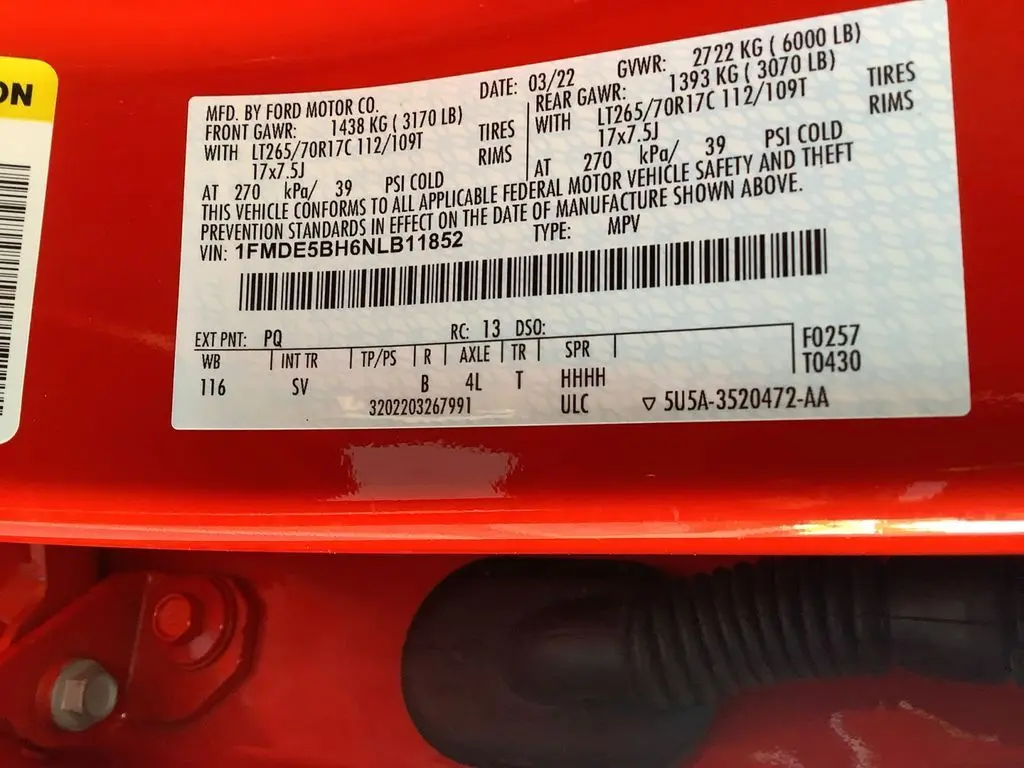 ON
MFD. BY FORD MOTOR CO.
DATE: 03/22 GVWR: 2722 KG ( 6000 LB)
FRONT GAWR: 1438 KG ( 3170 LB)
WITH LT265/70R17C 112/109T TIRES
17x7.5J RIMS
AT 270 kPa/ 39 PSI COLD
REAR GAWR: 1393 KG ( 3070 LB)
WITH LT265/70R17C 112/109T TIRES
17x7.5J RIMS
AT 270 kPa/ 39 PSI COLD
THIS VEHICLE CONFORMS TO ALL APPLICABLE FEDERAL MOTOR VEHICLE SAFETY AND THEFT
PREVENTION STANDARDS IN EFFECT ON THE DATE OF MANUFACTURE SHOWN ABOVE.
VIN: 1FMDE5BH6NLB11852 TYPE: MPV
EXT PNT: PQ RC: 13 DSO:
WB INT TR TP/PS R AXLE TR SPR
F0257
116 SV B 4L T HHHH
T0430
3202203267991 ULC ▽ 5U5A-3520472-AA